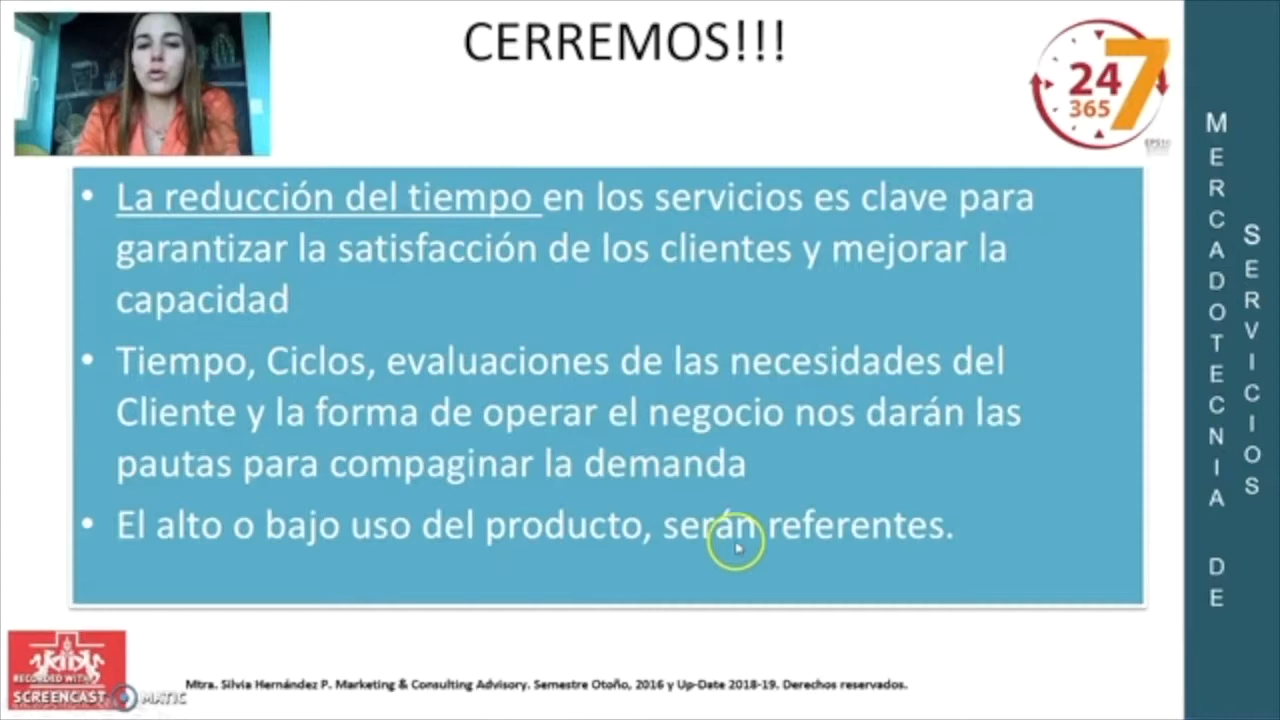 CERREMOS!!!
24
7
365
• La reducción del tiempo en los servicios es clave para
garantizar la satisfacción de los clientes y mejorar la
capacidad
• Tiempo, Ciclos, evaluaciones de las necesidades del
Cliente y la forma de operar el negocio nos darán las
pautas para compaginar la demanda
• El alto o bajo uso del producto, serán referentes.
MERCADOTECNIA DE
SERVICIOS
RECORDED WITH
SCREENCAST MATIC
Mtra. Silvia Hernández P. Marketing & Consulting Advisory. Semestre Otoño, 2016 y Up-Date 2018-19. Derechos reservados.